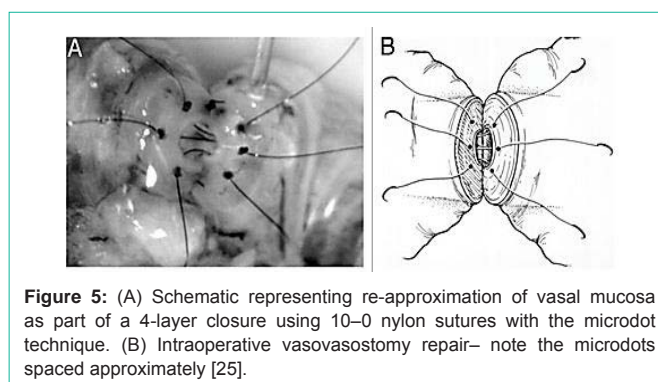 A
B
Figure 5: (A) Schematic representing re-approximation of vasal mucosa
as part of a 4-layer closure using 10–0 nylon sutures with the microdot
technique. (B) Intraoperative vasovasostomy repair– note the microdots
spaced approximately [25].